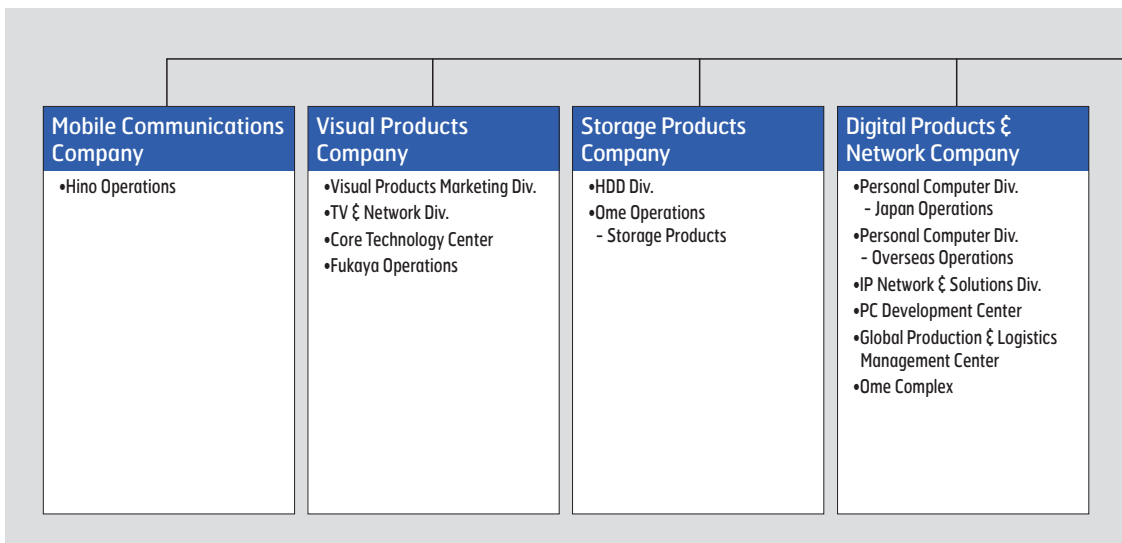 Mobile Communications
Company
•Hino Operations
Visual Products
Company
•Visual Products Marketing Div.
•TV & Network Div.
•Core Technology Center
•Fukaya Operations
Storage Products
Company
•HDD Div.
•Ome Operations
- Storage Products
Digital Products &
Network Company
•Personal Computer Div.
- Japan Operations
•Personal Computer Div.
- Overseas Operations
•IP Network & Solutions Div.
•PC Development Center
•Global Production & Logistics
Management Center
•Ome Complex